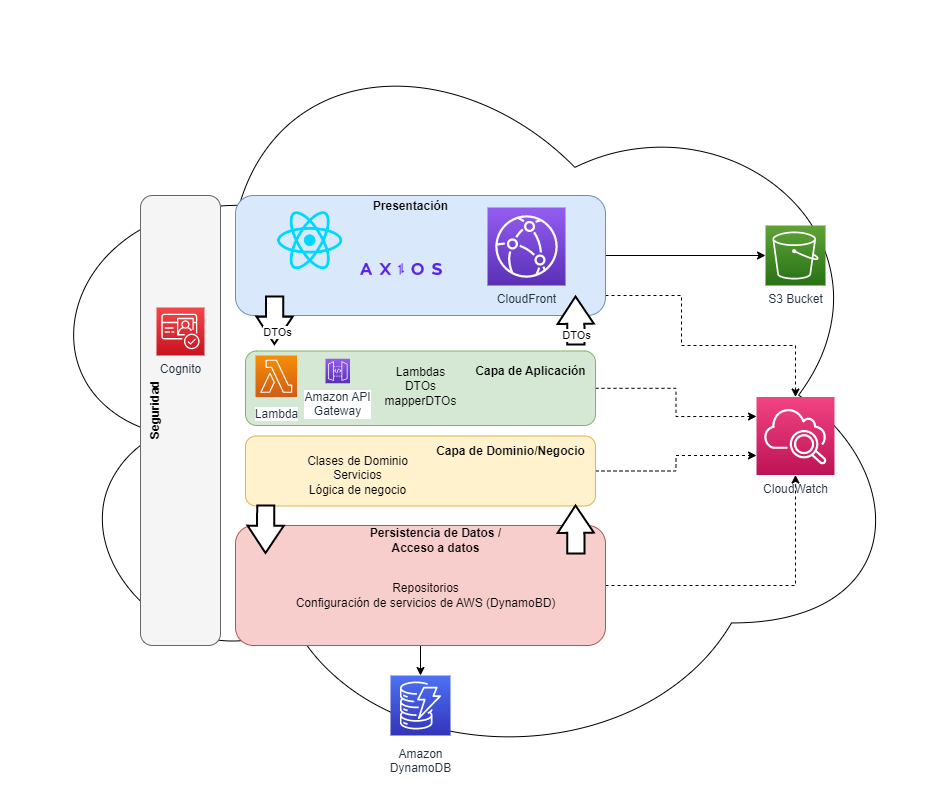 Presentación
AXIOS
CloudFront
S3 Bucket
DTOs
DTOs
Cognito
Seguridad
Capa de Aplicación
Lambdas
DTOs
mapperDTOs
Lambda
Amazon API
Gateway
Capa de Dominio/Negocio
Clases de Dominio
Servicios
Lógica de negocio
CloudWatch
Persistencia de Datos /
Acceso a datos
Repositorios
Configuración de servicios de AWS (DynamoBD)
Amazon
DynamoDB